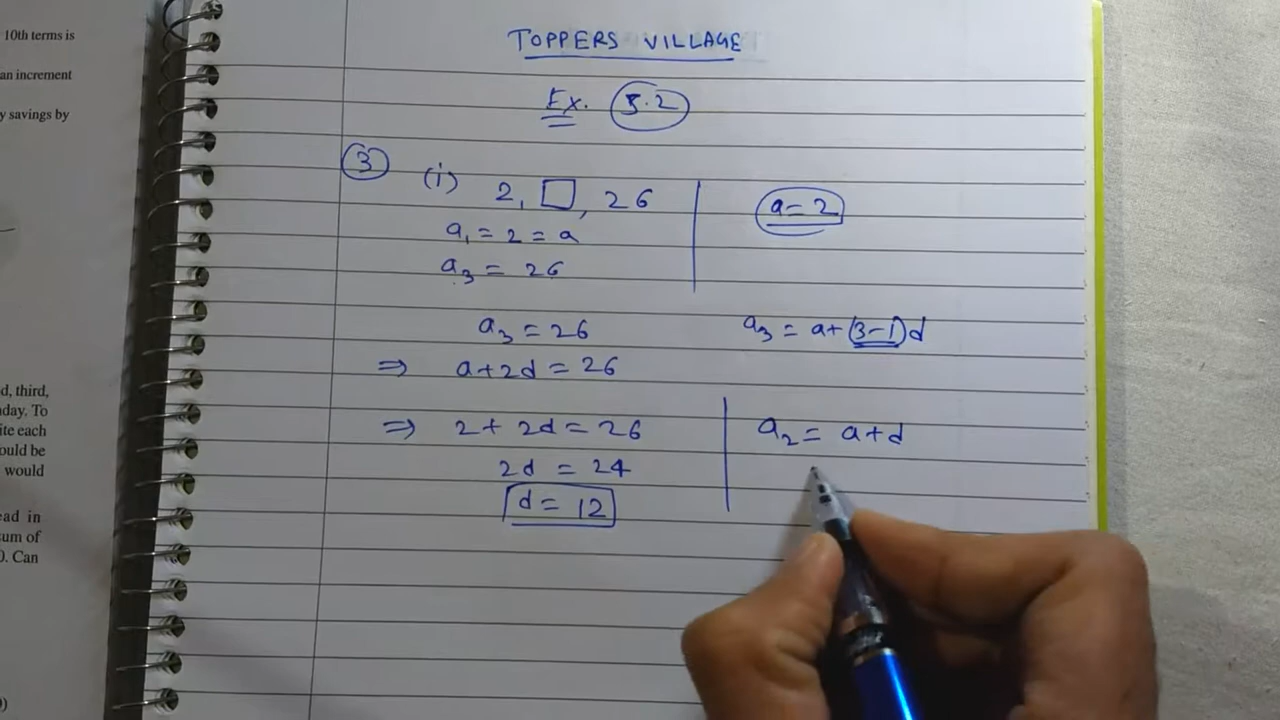 10th terms is
an increment
y savings by
d, third,
day. To
ite each
ould be
would
ead in
um of
). Can
TOPPERS VILLAGE
Ex. 5.2
3 (i) 2, □, 26
a₁ = 2 = a
a₃ = 26
a = 2
a₃ = 26
a₃ = a+(3-1)d
⇒ a+2d = 26
⇒ 2 + 2d = 26
2d = 24
d = 12
a₂ = a+d